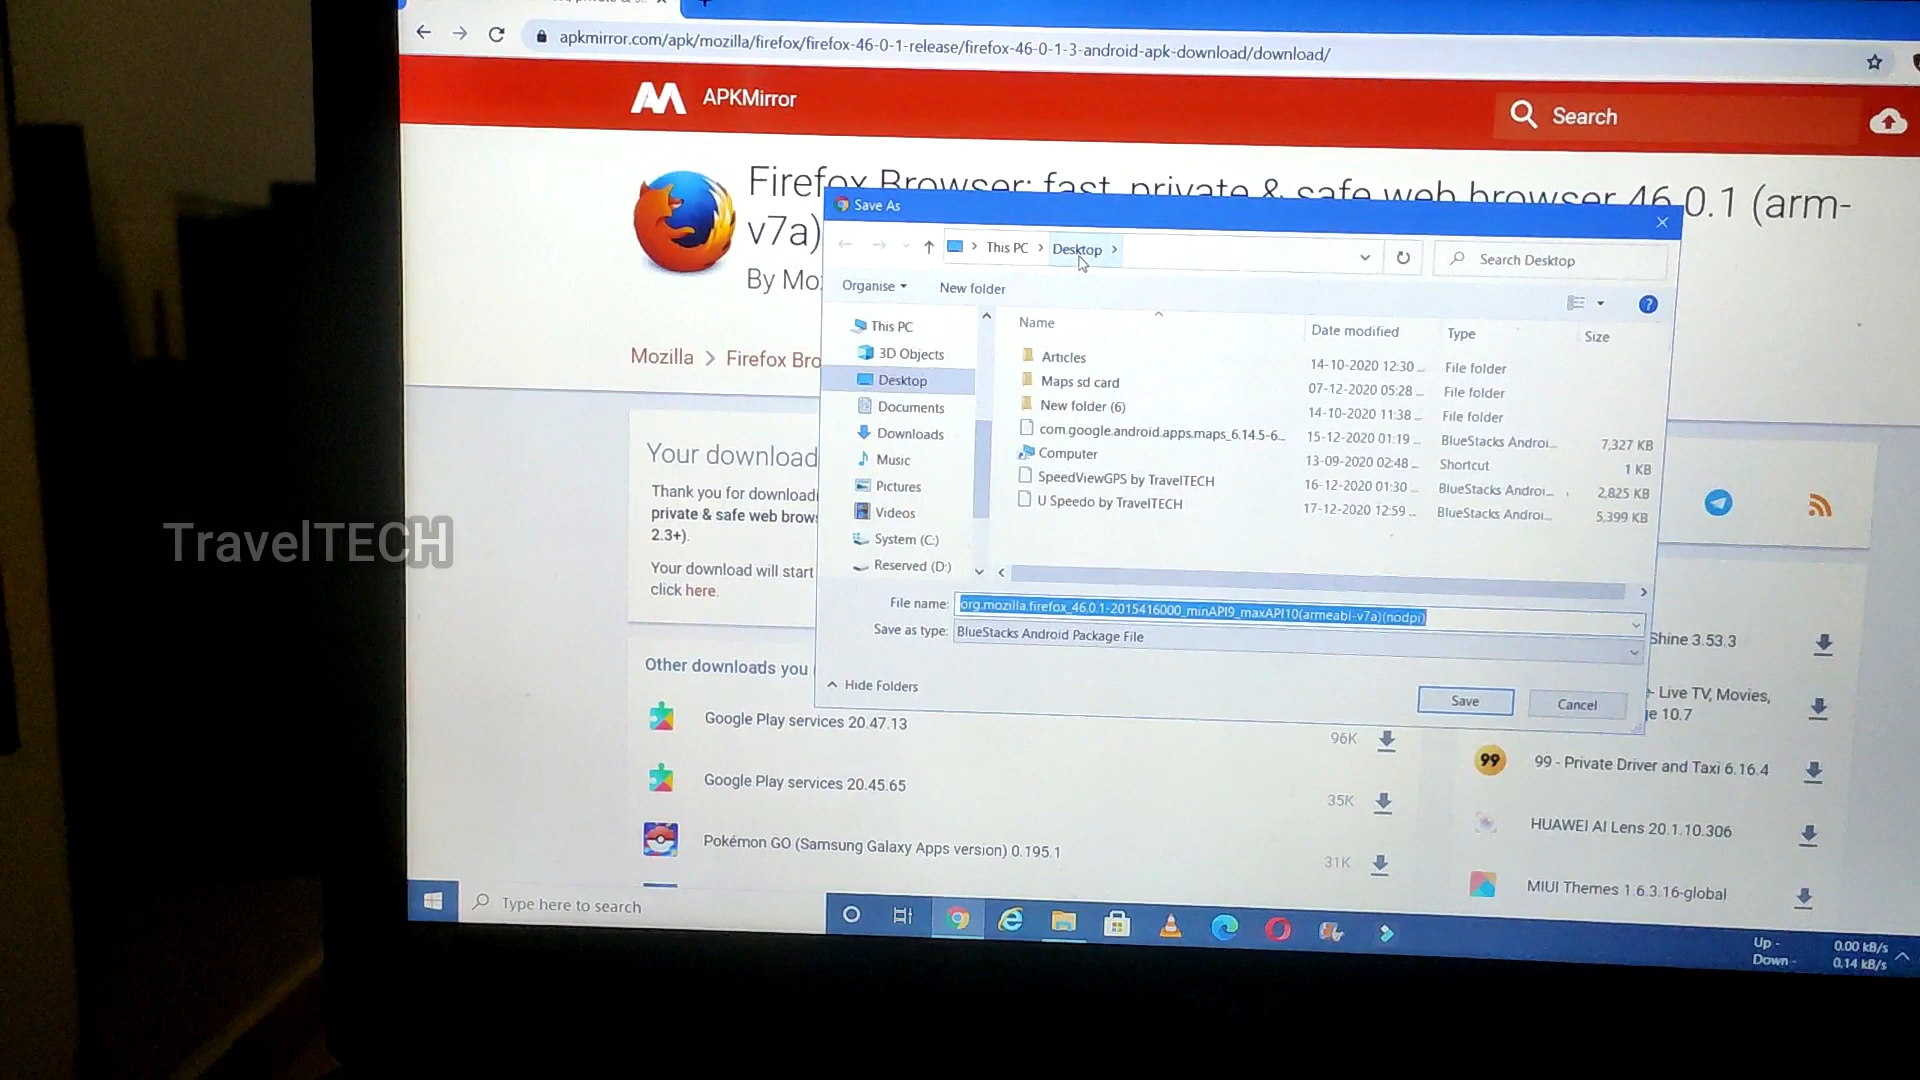 apkmirror.com/apk/mozilla/firefox/firefox-46-0-1-release/firefox-46-0-1-3-android-apk-download/download/
APKMirror
Search
Firefox Browser: fast, private & safe web browser 46.0.1 (arm-
v7a)
By Mo
Mozilla > Firefox Bro
Save As
This PC > Desktop >
Search Desktop
Organise
New folder
This PC
3D Objects
Desktop
Documents
Downloads
Music
Pictures
Videos
System (C:)
Reserved (D:)
Name Date modified Type Size
Articles 14-10-2020 12:30 ... File folder
Maps sd card 07-12-2020 05:28 ... File folder
New folder (6) 14-10-2020 11:38 ... File folder
com.google.android.apps.maps_6.14.5-6... 15-12-2020 01:19 ... BlueStacks Androi... 7,327 KB
Computer 13-09-2020 02:48 ... Shortcut 1 KB
SpeedViewGPS by TravelTECH 16-12-2020 01:30 ... BlueStacks Androi... 2,825 KB
U Speedo by TravelTECH 17-12-2020 12:59 ... BlueStacks Androi... 5,399 KB
File name: org.mozilla.firefox_46.0.1-2015416000_minAPI9_maxAPI10(armeabi-v7a)(nodpi)
Save as type: BlueStacks Android Package File
Hide Folders
Save
Cancel
Your download
Thank you for downloadi
private & safe web brow
2.3+).
Your download will start
click here.
TravelTECH
Other downloads you
Google Play services 20.47.13
96K
Google Play services 20.45.65
35K
Pokémon GO (Samsung Galaxy Apps version) 0.195.1
31K
Shine 3.53.3
- Live TV, Movies,
ge 10.7
99
99 - Private Driver and Taxi 6.16.4
HUAWEI AI Lens 20.1.10.306
MIUI Themes 1.6.3.16-global
Type here to search
Up - 0.00 kB/s
Down - 0.14 kB/s